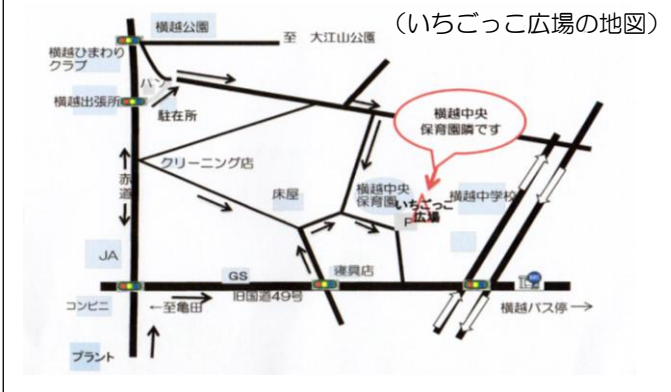 （いちごっこ広場の地図）
横越公園
至　大江山公園
横越ひまわり
クラブ
パン
横越出張所
駐在所
横越中央
保育園隣です
クリーニング店
赤道
床屋
横越中央
保育園
いちごっこ
広場
P
横越中学校
JA
GS
寝具店
旧国道49号
コンビニ
←至亀田
横越バス停→
プラント